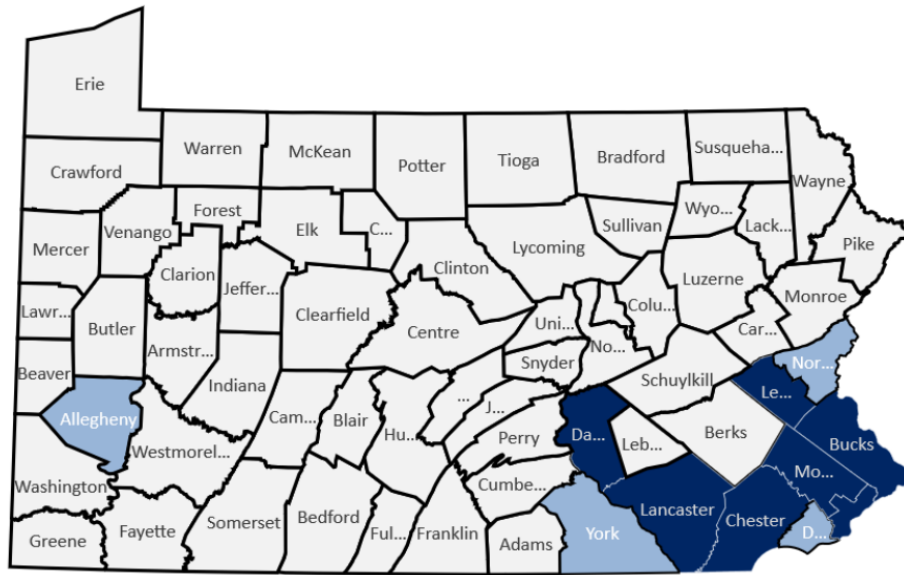 Erie
Warren
McKean
Potter
Tioga
Bradford
Susqueha...
Wayne
Crawford
Forest
Elk
C...
Sullivan
Wyo...
Lack...
Pike
Mercer
Venango
Clarion
Jeffer...
Clinton
Lycoming
Luzerne
Monroe
Lawr...
Butler
Clearfield
Centre
Uni...
No...
Colu...
Car...
Nor...
Beaver
Armstr...
Indiana
Snyder
Schuylkill
Le...
Allegheny
Westmorel...
Cam...
Blair
Hu...
...
J...
Perry
Da...
Leb...
Berks
Bucks
Washington
Cumbe...
Mo...
Greene
Fayette
Somerset
Bedford
Ful...
Franklin
Adams
York
Lancaster
Chester
D...